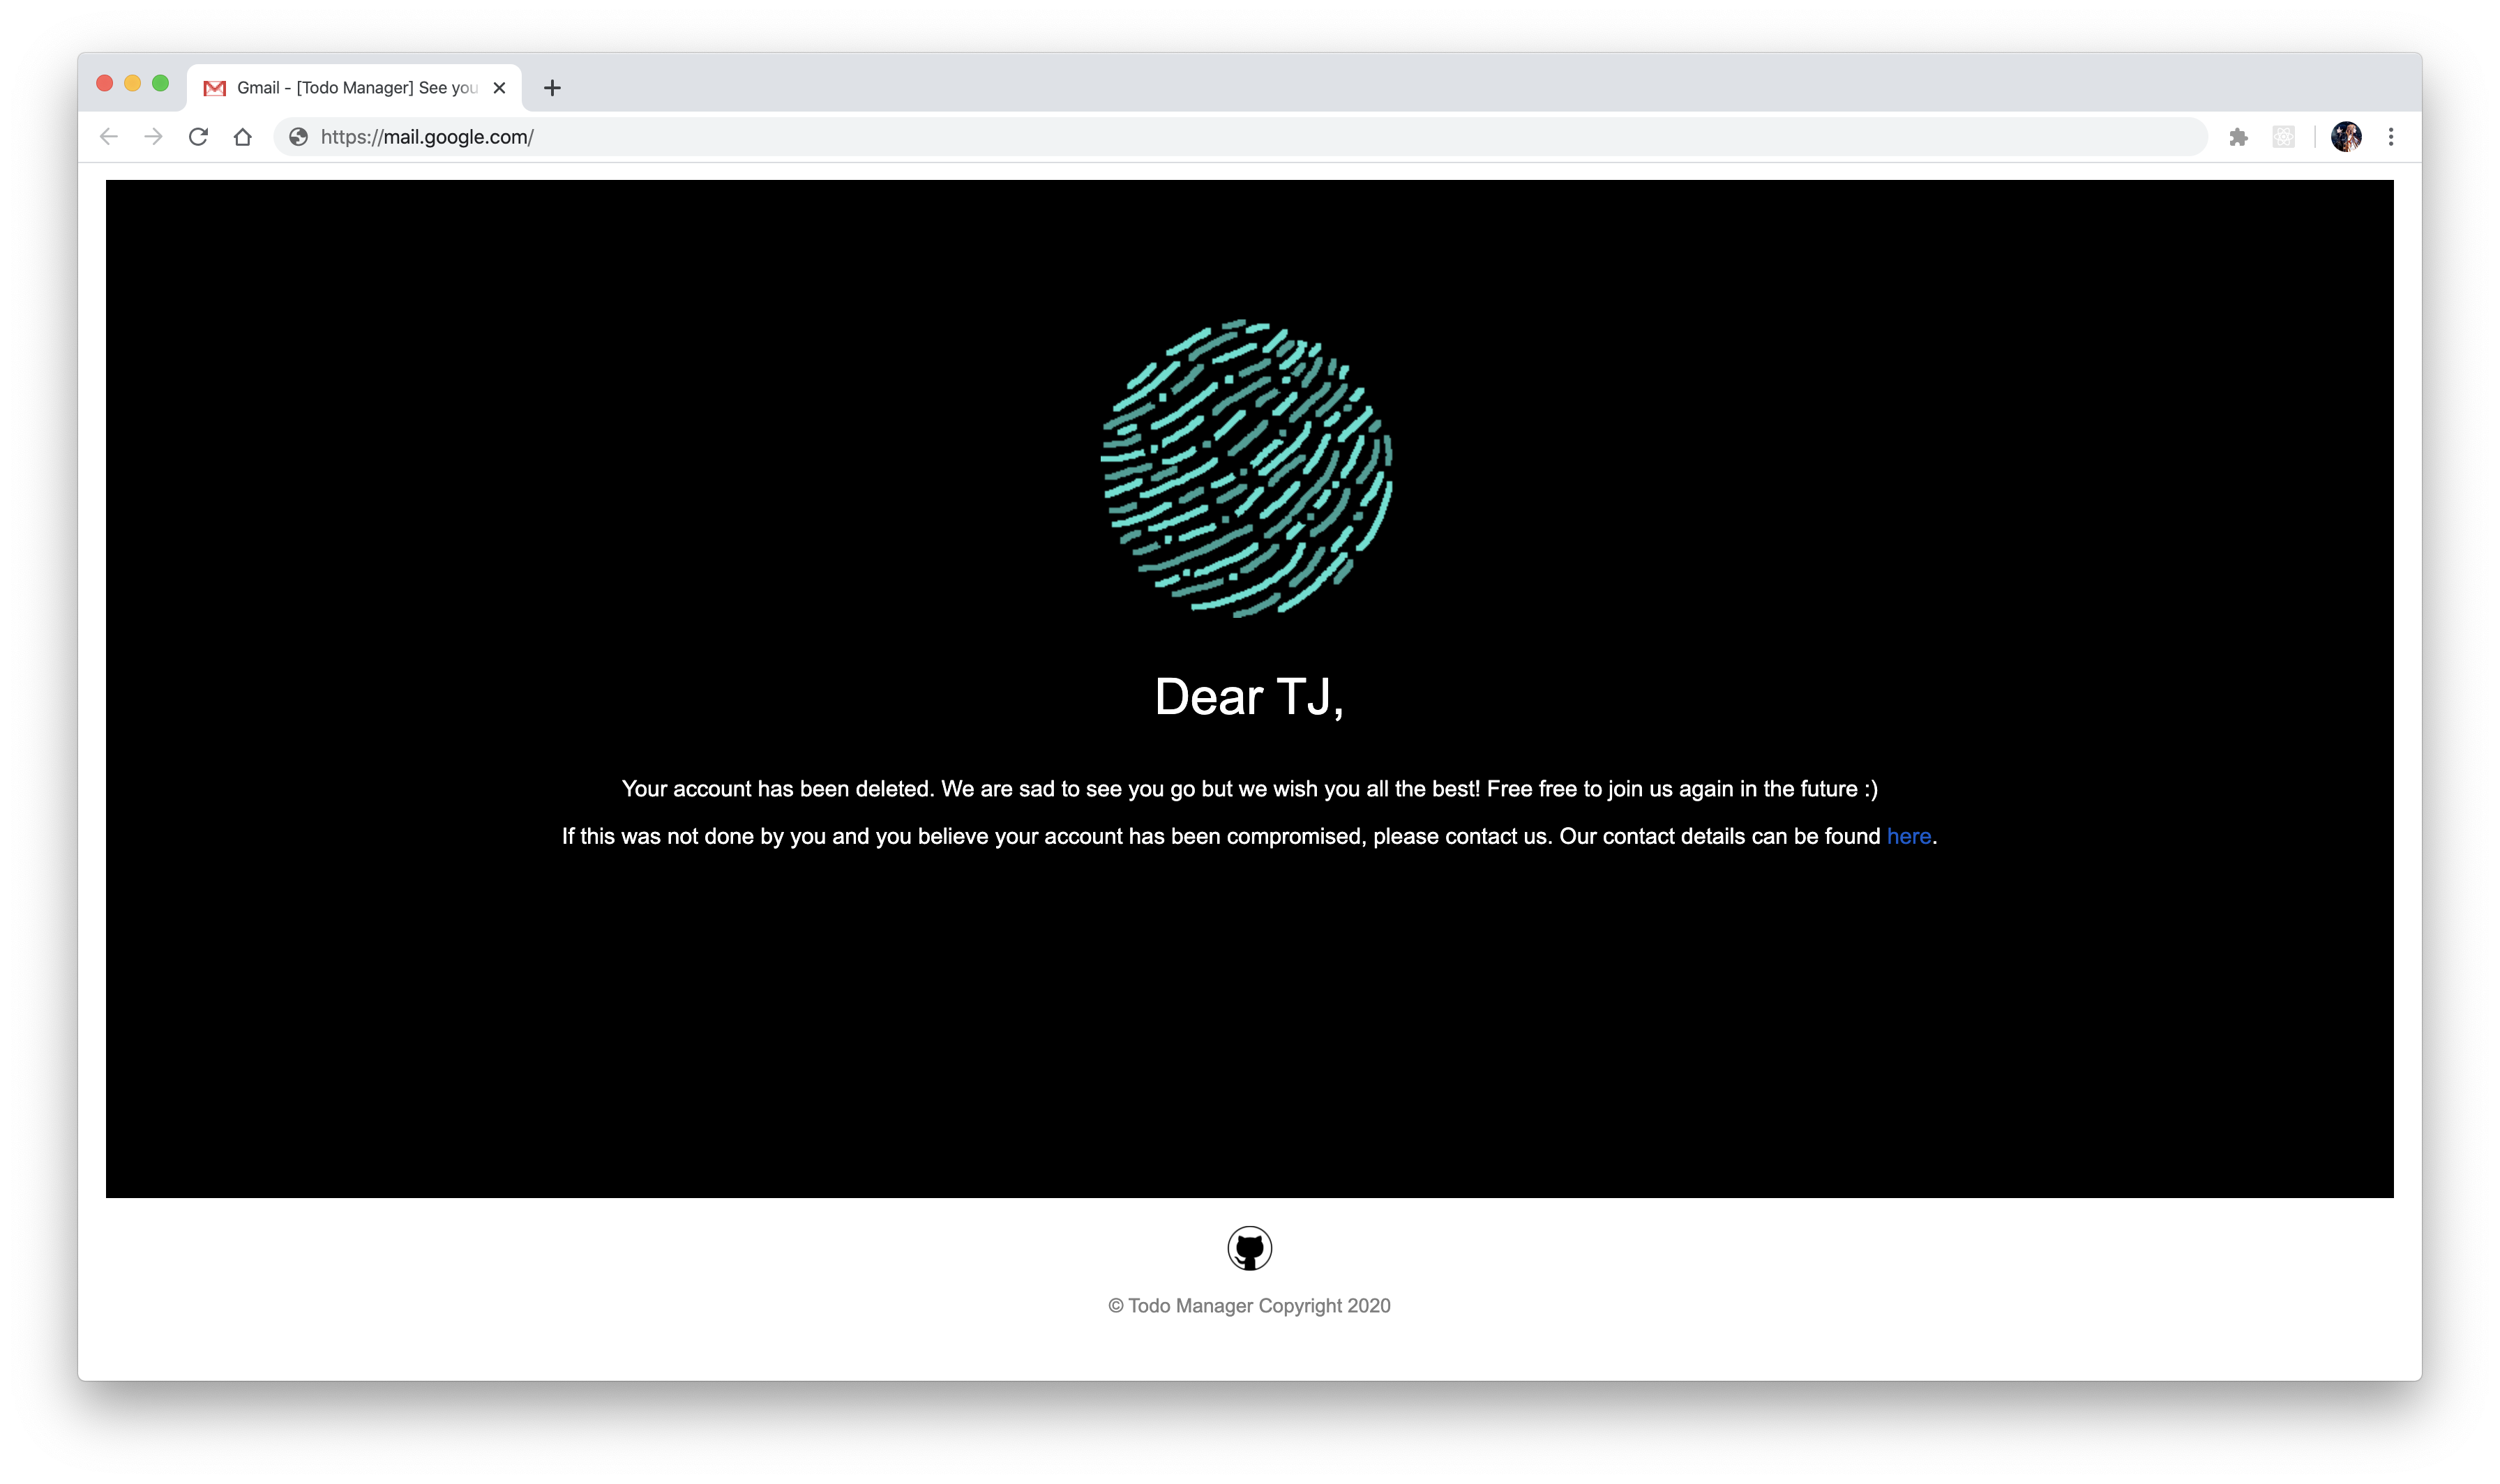 Gmail - [Todo Manager] See you
https://mail.google.com/
Dear TJ,
Your account has been deleted. We are sad to see you go but we wish you all the best! Free free to join us again in the future :)
If this was not done by you and you believe your account has been compromised, please contact us. Our contact details can be found here.
© Todo Manager Copyright 2020